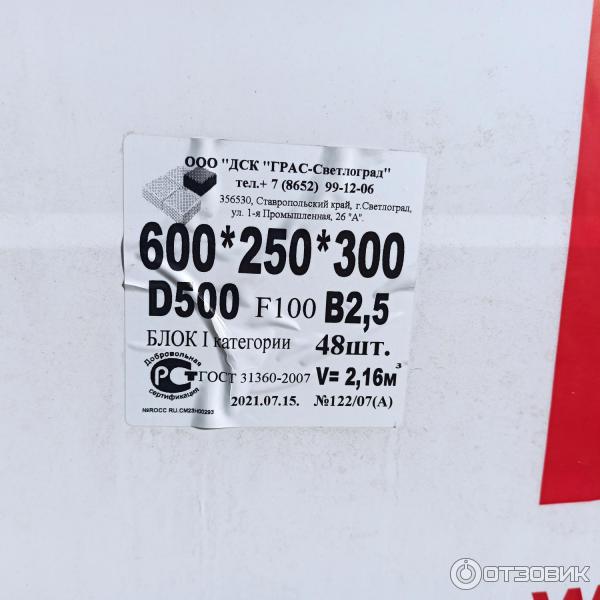 ООО "ДСК "ГРАС-Светлоград"
тел.+ 7 (8652) 99-12-06
356530, Ставропольский край, г.Светлоград,
ул. 1-я Промышленная, 26 "А".
600*250*300
D500 F100 B2,5
БЛОК I категории 48шт.
Добровольная
РСТ
сертификация
ГОСТ 31360-2007 V= 2,16м³
2021.07.15. №122/07(А)
№РОСС RU.СМ23Н00293
ОТЗОВИК